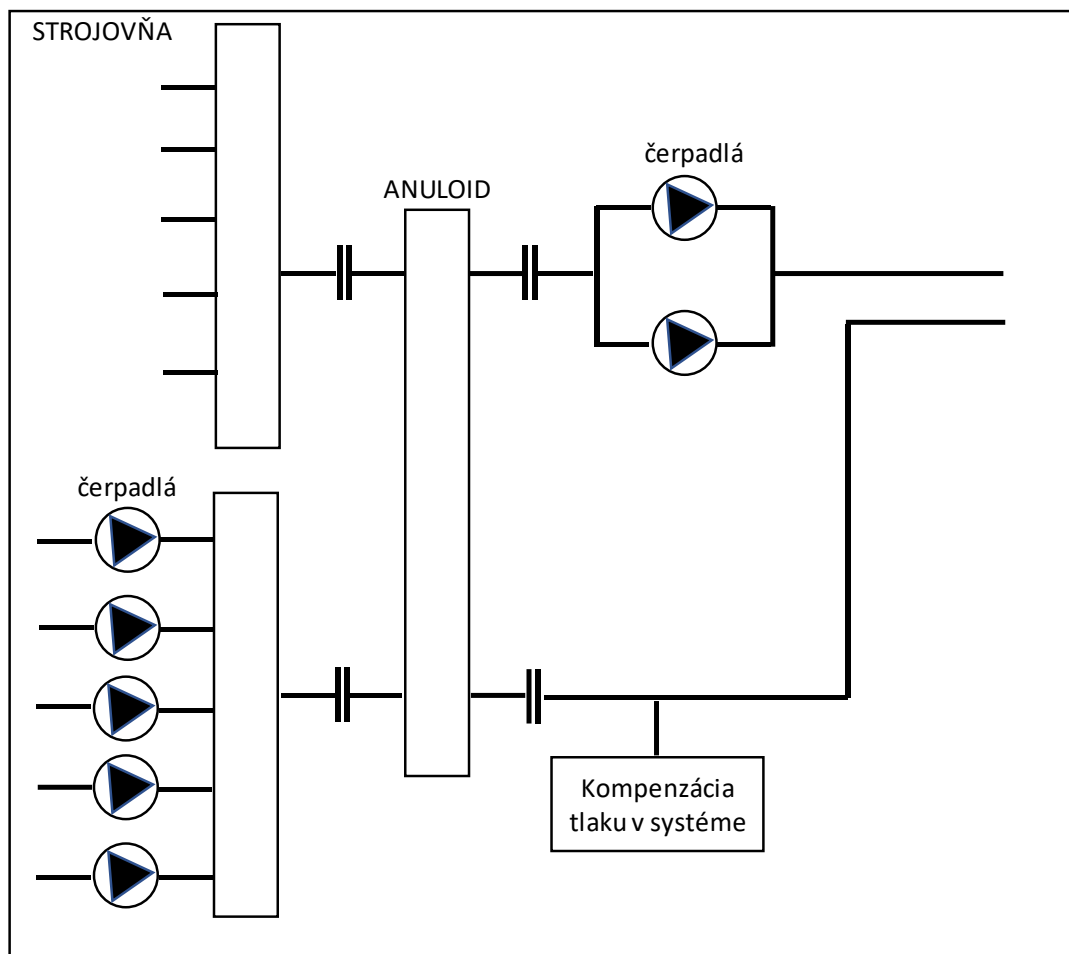 STROJOVŇA
čerpadlá
ANULOID
čerpadlá
Kompenzácia
tlaku v systéme